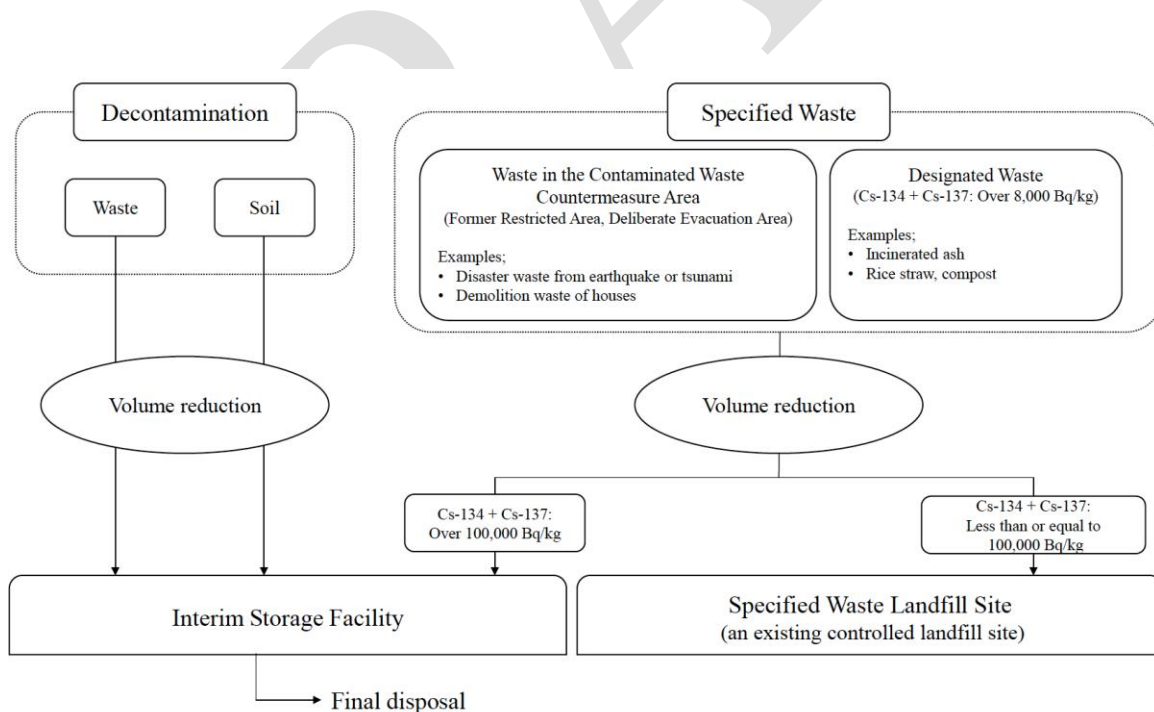 Decontamination
Waste
Soil
Volume reduction
Specified Waste
Waste in the Contaminated Waste
Countermeasure Area
(Former Restricted Area, Deliberate Evacuation Area)
Examples;
• Disaster waste from earthquake or tsunami
• Demolition waste of houses
Designated Waste
(Cs-134 + Cs-137: Over 8,000 Bq/kg)
Examples;
• Incinerated ash
• Rice straw, compost
Volume reduction
Cs-134 + Cs-137:
Over 100,000 Bq/kg
Cs-134 + Cs-137:
Less than or equal to
100,000 Bq/kg
Interim Storage Facility
Specified Waste Landfill Site
(an existing controlled landfill site)
Final disposal